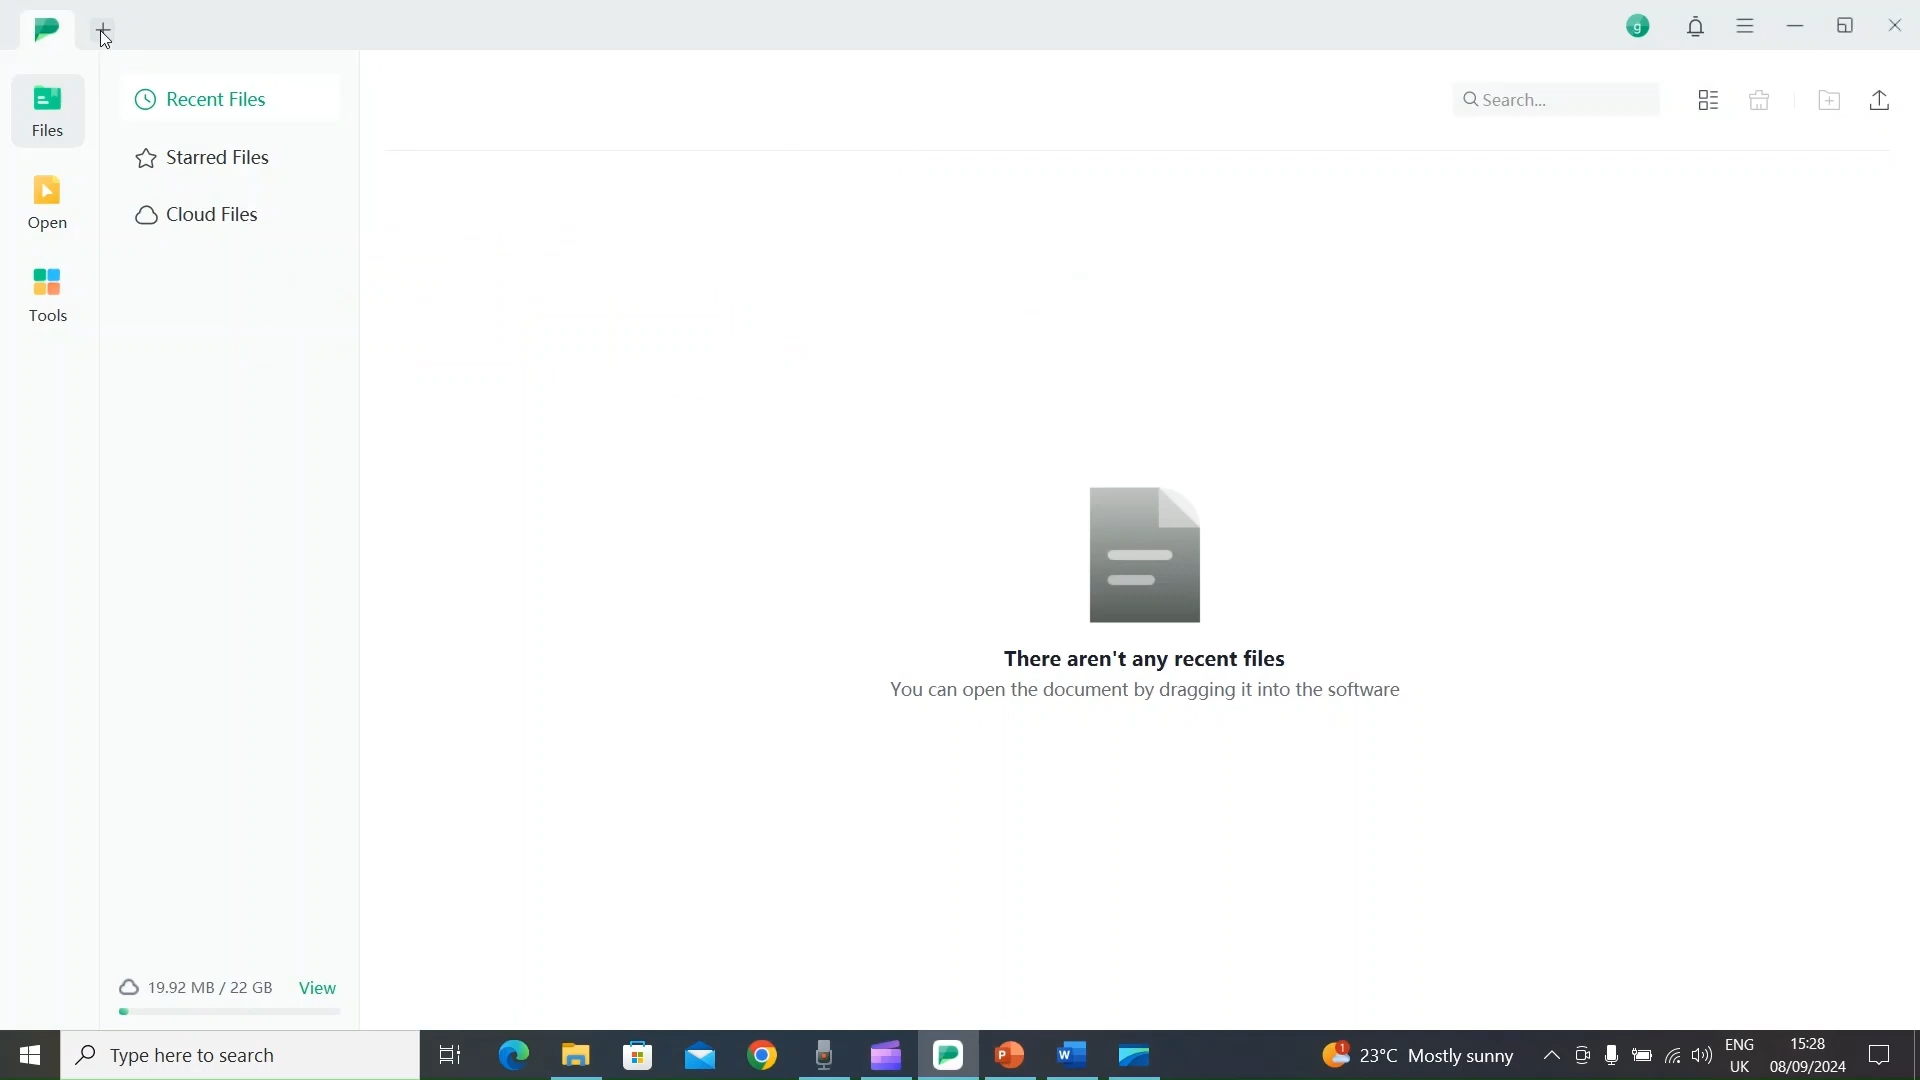 g
Files
Open
Tools
Recent Files
Starred Files
Cloud Files
Search...
There aren't any recent files
You can open the document by dragging it into the software
19.92 MB / 22 GB View
Type here to search
P
W
1
23°C Mostly sunny
ENG
UK
15:28
08/09/2024